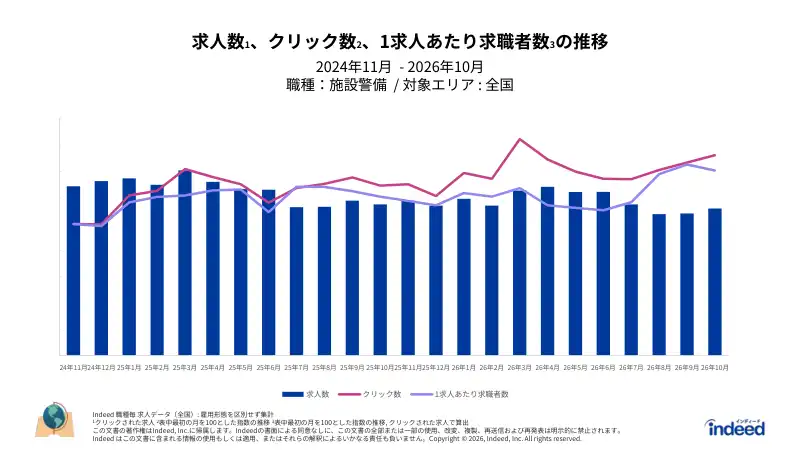 求人数1、クリック数2、1求人あたり求職者数3の推移
2024年11月 - 2026年10月
職種：施設警備 / 対象エリア : 全国
24年11月 24年12月 25年1月 25年2月 25年3月 25年4月 25年5月 25年6月 25年7月 25年8月 25年9月 25年10月 25年11月 25年12月 26年1月 26年2月 26年3月 26年4月 26年5月 26年6月 26年7月 26年8月 26年9月 26年10月
求人数 クリック数 1求人あたり求職者数
Indeed 職種毎 求人データ（全国）: 雇用形態を区別せず集計
¹クリックされた求人 ²表中最初の月を100とした指数の推移 ³表中最初の月を100とした指数の推移, クリックされた求人で算出
この文書の著作権はIndeed, Inc.に帰属します。Indeedの書面による同意なしに、この文書の全部または一部の使用、改変、複製、再送信および再発表は明示的に禁止されます。
Indeed はこの文書に含まれる情報の使用もしくは適用、またはそれらの解釈によるいかなる責任も負いません。Copyright © 2026, Indeed, Inc. All rights reserved.
インディード
indeed